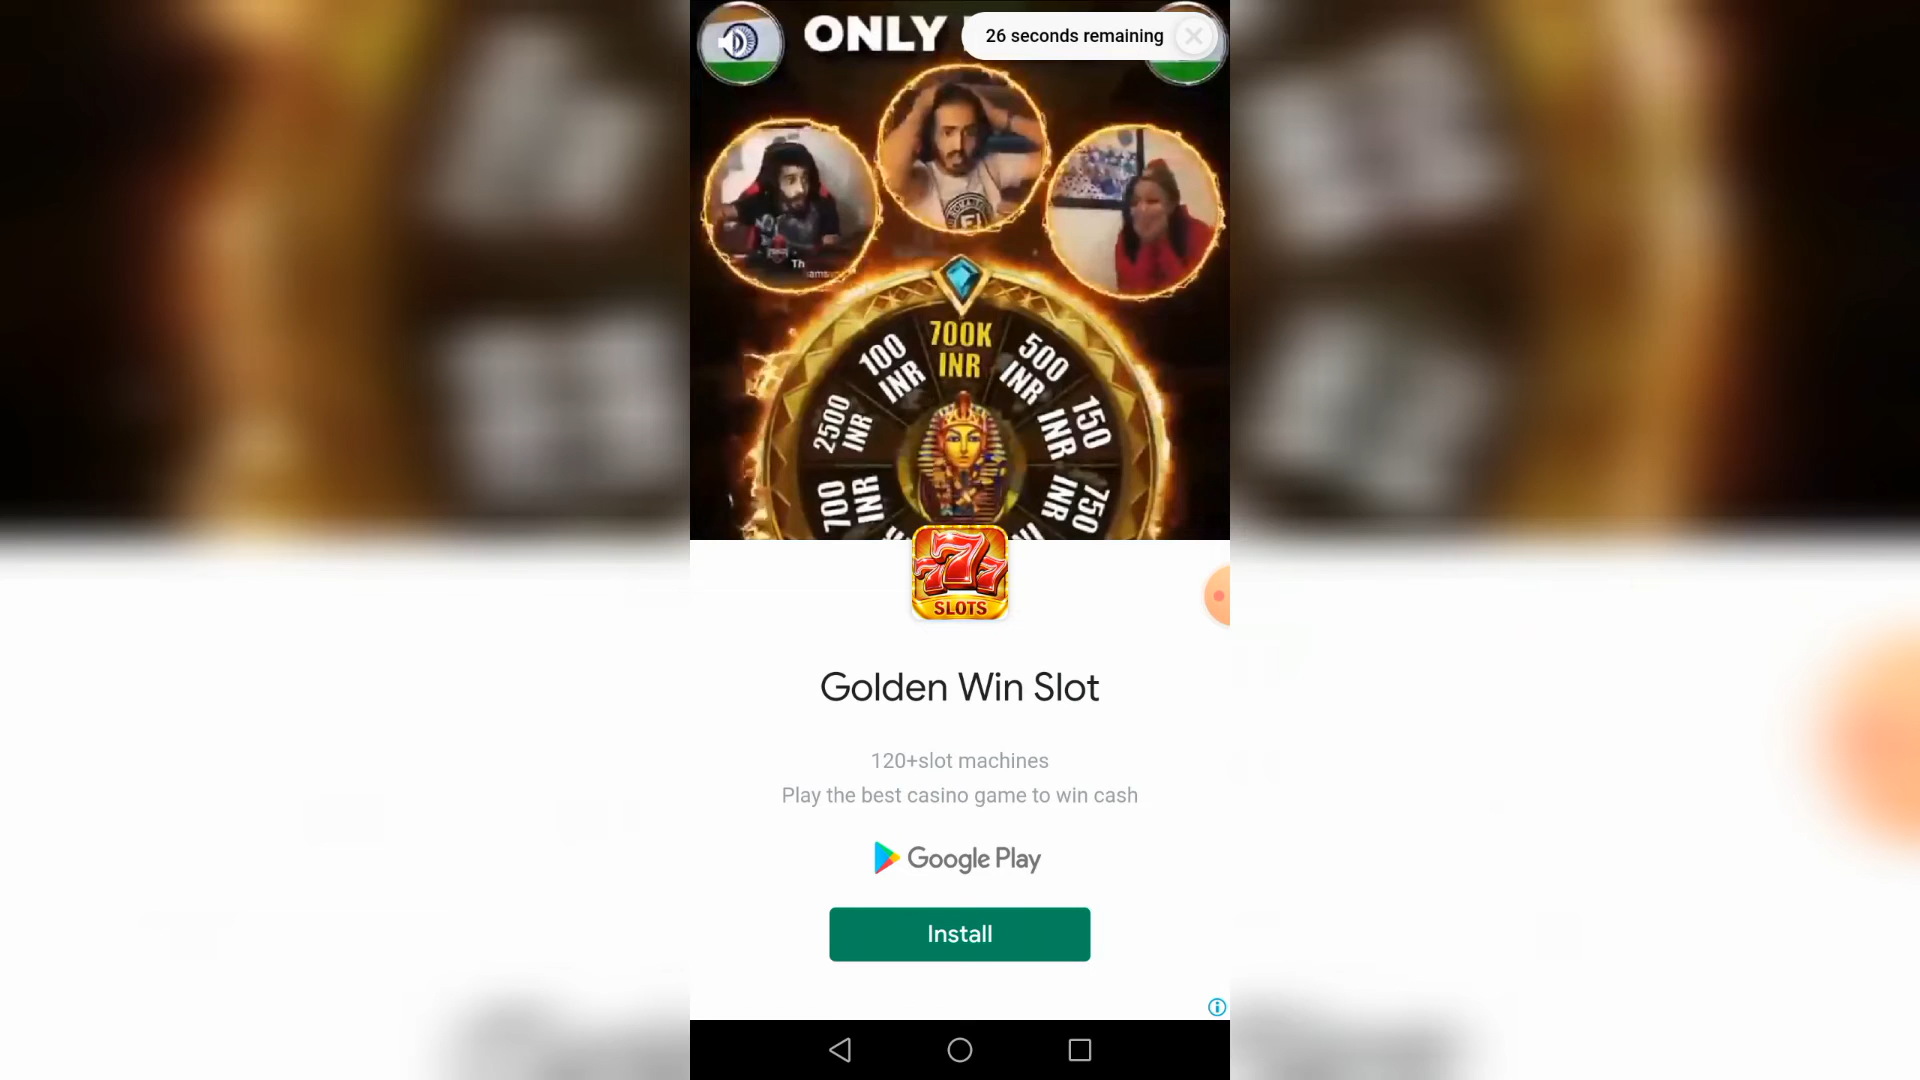 ONLY
26 seconds remaining
Th
700K
INR
100
INR
500
INR
2500
INR
150
INR
700
INR
750
INR
777
SLOTS
Golden Win Slot
120+slot machines
Play the best casino game to win cash
Google Play
Install